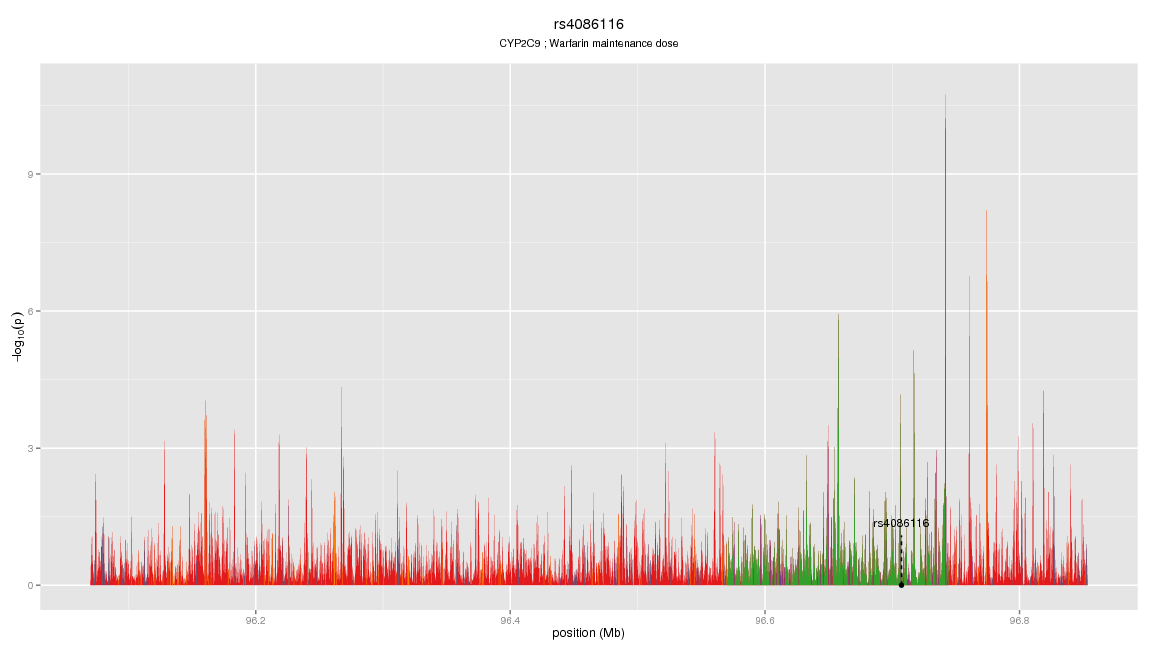 rs4086116
CYP2C9 ; Warfarin maintenance dose
9
6
3
0
−log10(p)
rs4086116
96.2
96.4
96.6
96.8
position (Mb)